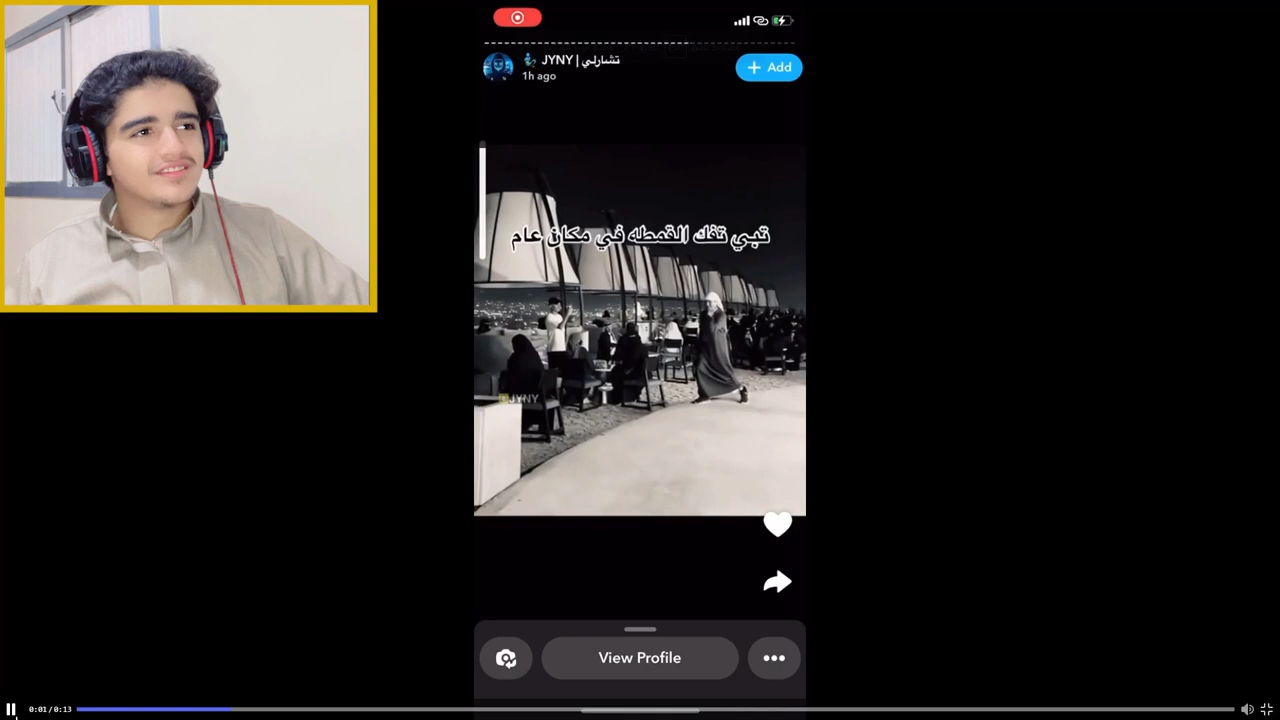 JYNY | تشارلي
1h ago
+ Add
تبي تفك القمطه في مكان عام
JYNY
View Profile
0:01/0:13